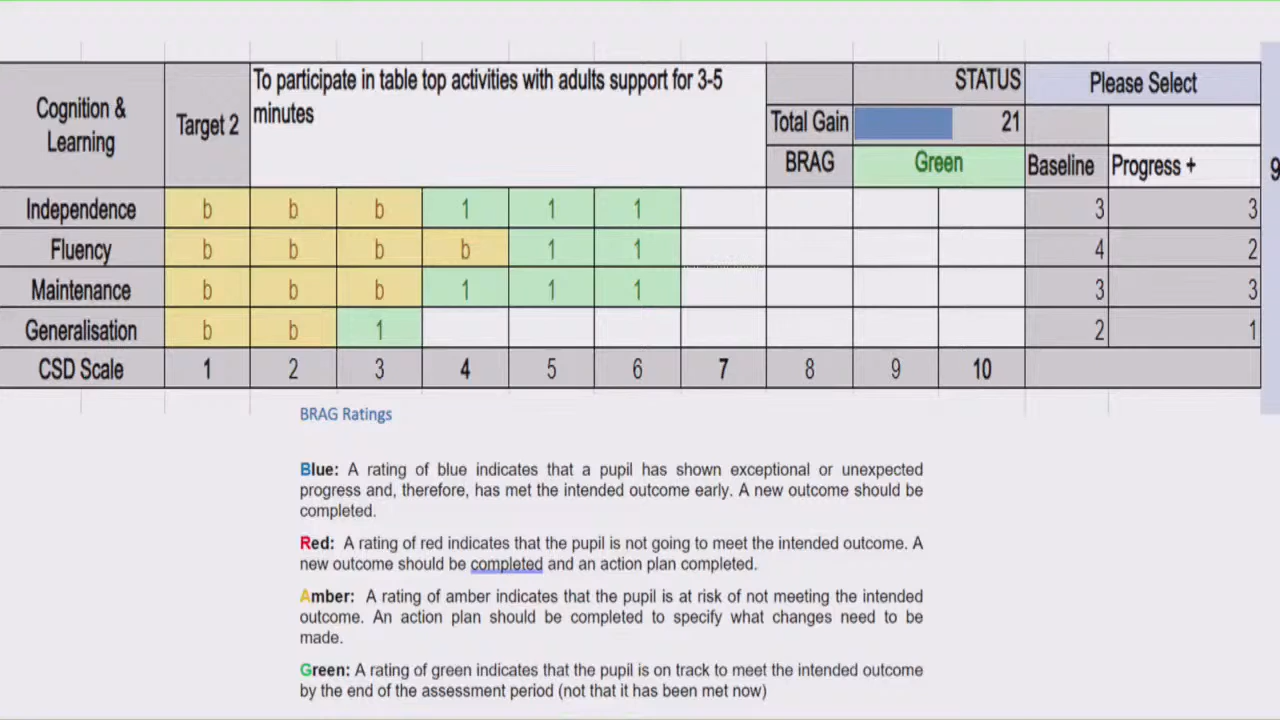 Cognition & Learning Target 2 To participate in table top activities with adults support for 3-5 minutes STATUS Please Select
Total Gain 21
BRAG Green Baseline Progress + 9
Independence b b b 1 1 1 3 3
Fluency b b b b 1 1 4 2
Maintenance b b b 1 1 1 3 3
Generalisation b b 1 2 1
CSD Scale 1 2 3 4 5 6 7 8 9 10
BRAG Ratings
Blue: A rating of blue indicates that a pupil has shown exceptional or unexpected
progress and, therefore, has met the intended outcome early. A new outcome should be
completed.
Red: A rating of red indicates that the pupil is not going to meet the intended outcome. A
new outcome should be completed and an action plan completed.
Amber: A rating of amber indicates that the pupil is at risk of not meeting the intended
outcome. An action plan should be completed to specify what changes need to be
made.
Green: A rating of green indicates that the pupil is on track to meet the intended outcome
by the end of the assessment period (not that it has been met now)